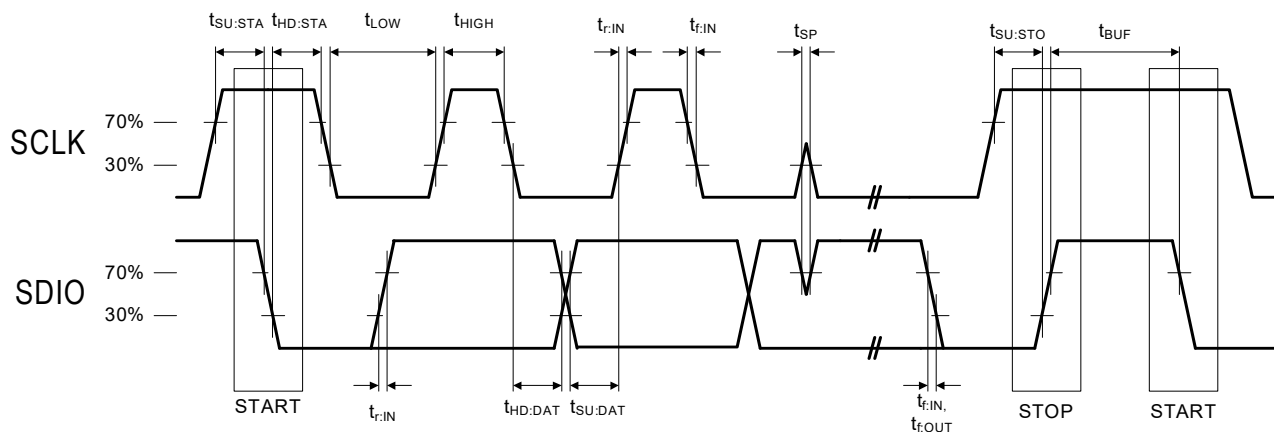 tSU:STA tHD:STA tLOW tHIGH tr:IN tf:IN tSP tSU:STO tBUF
SCLK
70%
30%
SDIO
70%
30%
START
tr:IN
tHD:DAT
tSU:DAT
tf:IN,
tf:OUT
STOP
START